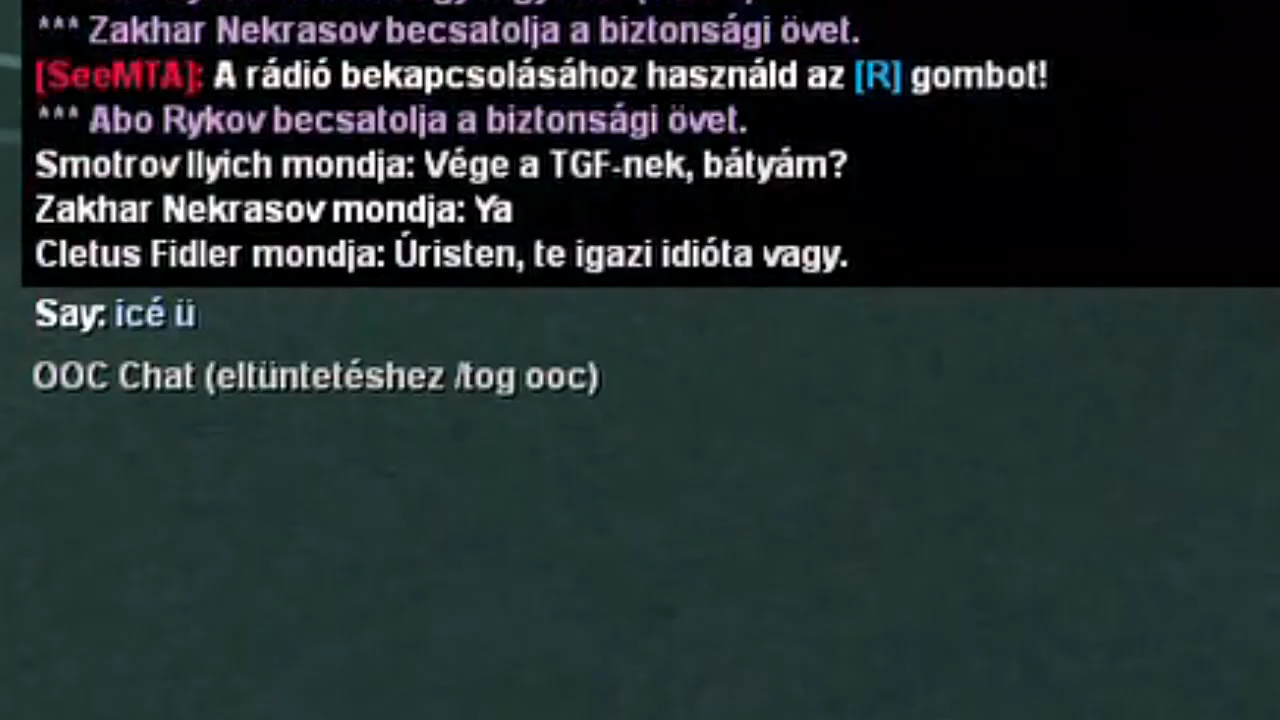 *** Zakhar Nekrasov becsatolja a biztonsági övet.
[SeeMTA]: A rádió bekapcsolásához használd az [R] gombot!
*** Abo Rykov becsatolja a biztonsági övet.
Smotrov Ilyich mondja: Vége a TGF-nek, bátyám?
Zakhar Nekrasov mondja: Ya
Cletus Fidler mondja: Úristen, te igazi idióta vagy.
Say: icé ü
OOC Chat (eltüntetéshez /tog ooc)